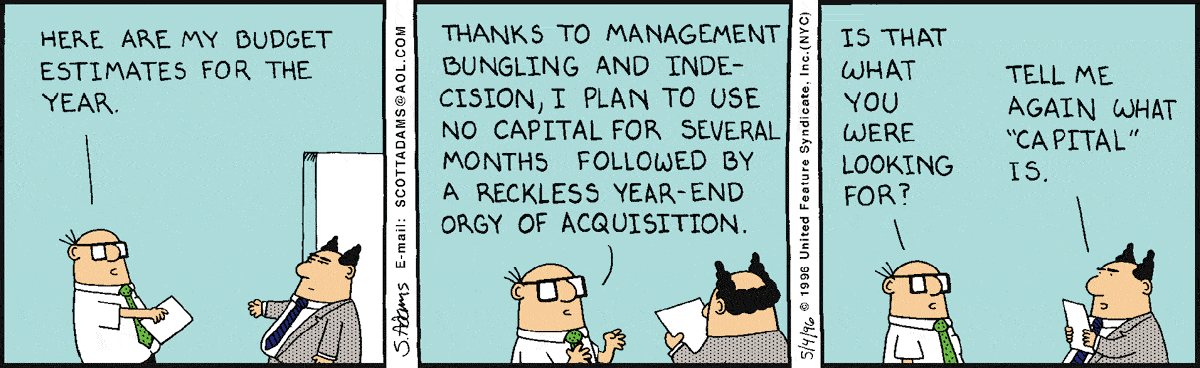 HERE ARE MY BUDGET
ESTIMATES FOR THE
YEAR.
S.Adams E-mail: SCOTTADAMS@AOL.COM
THANKS TO MANAGEMENT
BUNGLING AND INDE-
CISION, I PLAN TO USE
NO CAPITAL FOR SEVERAL
MONTHS FOLLOWED BY
A RECKLESS YEAR-END
ORGY OF ACQUISITION.
5/4/96 © 1996 United Feature Syndicate, Inc.(NYC)
IS THAT
WHAT
YOU
WERE
LOOKING
FOR?
TELL ME
AGAIN WHAT
"CAPITAL"
IS.